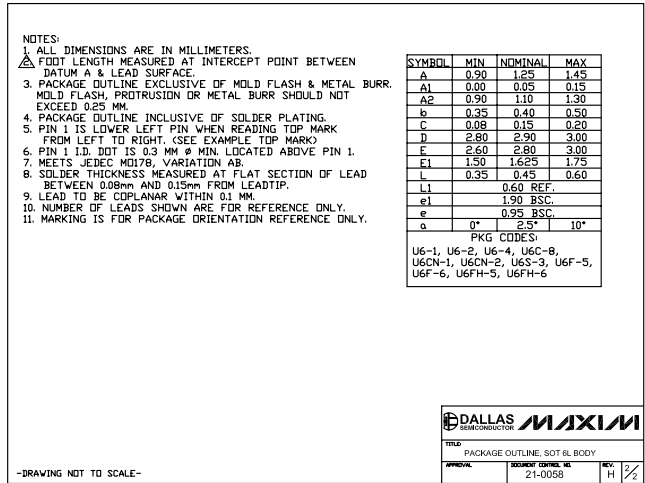 NOTES:
1. ALL DIMENSIONS ARE IN MILLIMETERS.
2. FOOT LENGTH MEASURED AT INTERCEPT POINT BETWEEN
DATUM A & LEAD SURFACE.
3. PACKAGE OUTLINE EXCLUSIVE OF MOLD FLASH & METAL BURR.
MOLD FLASH, PROTRUSION OR METAL BURR SHOULD NOT
EXCEED 0.25 MM.
4. PACKAGE OUTLINE INCLUSIVE OF SOLDER PLATING.
5. PIN 1 IS LOWER LEFT PIN WHEN READING TOP MARK
FROM LEFT TO RIGHT. (SEE EXAMPLE TOP MARK)
6. PIN 1 I.D. DOT IS 0.3 MM ø MIN. LOCATED ABOVE PIN 1.
7. MEETS JEDEC MO178, VARIATION AB.
8. SOLDER THICKNESS MEASURED AT FLAT SECTION OF LEAD
BETWEEN 0.08mm AND 0.15mm FROM LEADTIP.
9. LEAD TO BE COPLANAR WITHIN 0.1 MM.
10. NUMBER OF LEADS SHOWN ARE FOR REFERENCE ONLY.
11. MARKING IS FOR PACKAGE ORIENTATION REFERENCE ONLY.
SYMBOL MIN NOMINAL MAX
A 0.90 1.25 1.45
A1 0.00 0.05 0.15
A2 0.90 1.10 1.30
b 0.35 0.40 0.50
C 0.08 0.15 0.20
D 2.80 2.90 3.00
E 2.60 2.80 3.00
E1 1.50 1.625 1.75
L 0.35 0.45 0.60
L1 0.60 REF.
e1 1.90 BSC.
e 0.95 BSC.
α 0° 2.5° 10°
PKG CODES:
U6-1, U6-2, U6-4, U6C-8,
U6CN-1, U6CN-2, U6S-3, U6F-5,
U6F-6, U6FH-5, U6FH-6
DALLAS SEMICONDUCTOR MAXIM
TITLE:
PACKAGE OUTLINE, SOT 6L BODY
APPROVAL DOCUMENT CONTROL NO. REV.
21-0058 H 2/2
-DRAWING NOT TO SCALE-